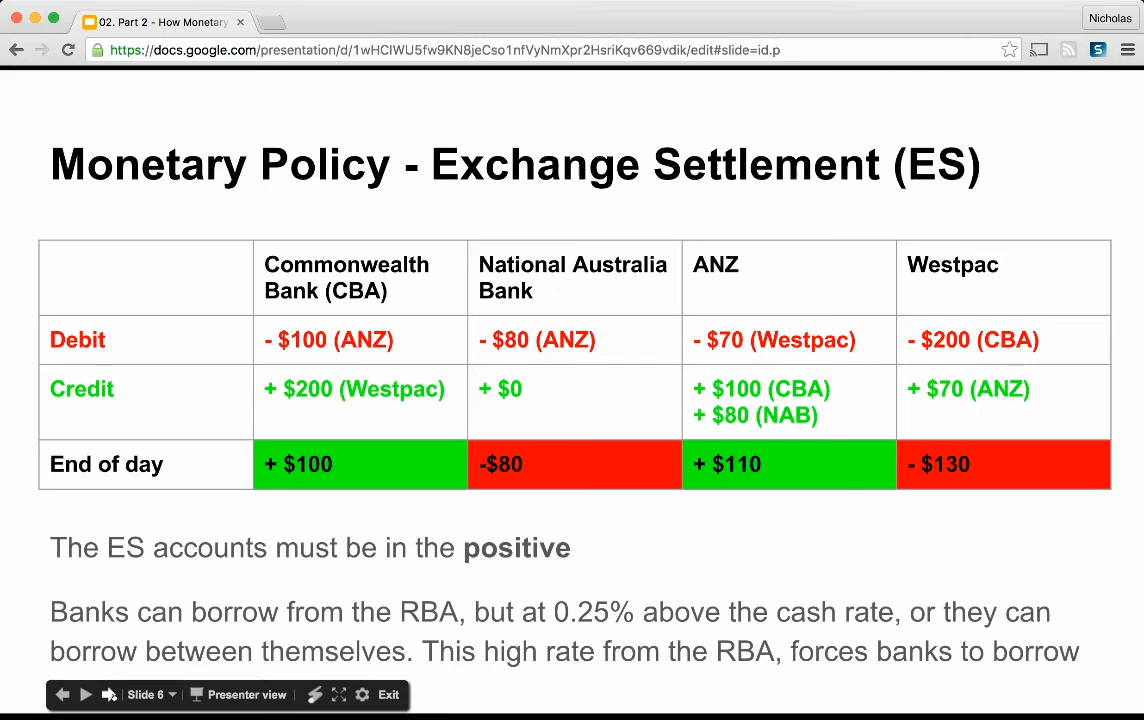 02. Part 2 - How Monetary
Nicholas
https://docs.google.com/presentation/d/1wHCIWU5fw9KN8jeCso1nfVyNmXpr2HsriKqv669vdik/edit#slide=id.p
Monetary Policy - Exchange Settlement (ES)
Commonwealth Bank (CBA) National Australia Bank ANZ Westpac
Debit - $100 (ANZ) - $80 (ANZ) - $70 (Westpac) - $200 (CBA)
Credit + $200 (Westpac) + $0 + $100 (CBA) + $70 (ANZ)
+ $80 (NAB)
End of day + $100 -$80 + $110 - $130
The ES accounts must be in the positive
Banks can borrow from the RBA, but at 0.25% above the cash rate, or they can
borrow between themselves. This high rate from the RBA, forces banks to borrow
Slide 6 Presenter view Exit